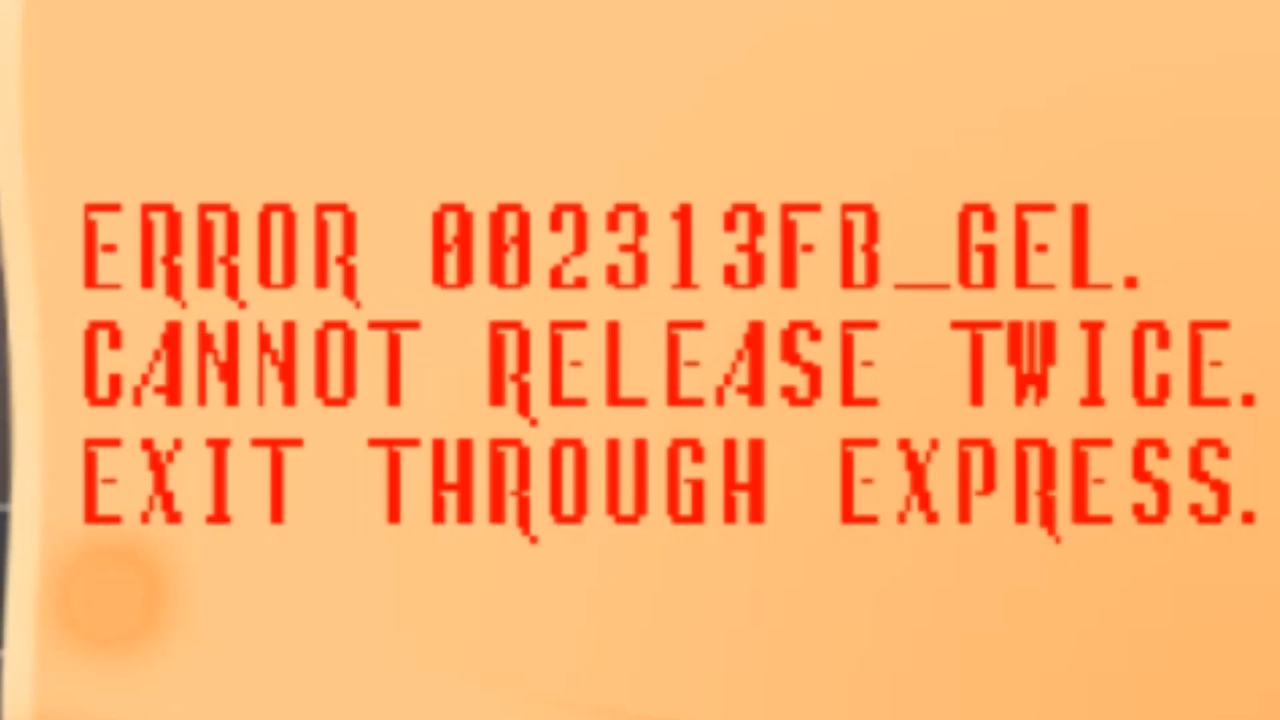 ERROR 002313FB_GEL.
CANNOT RELEASE TWICE.
EXIT THROUGH EXPRESS.